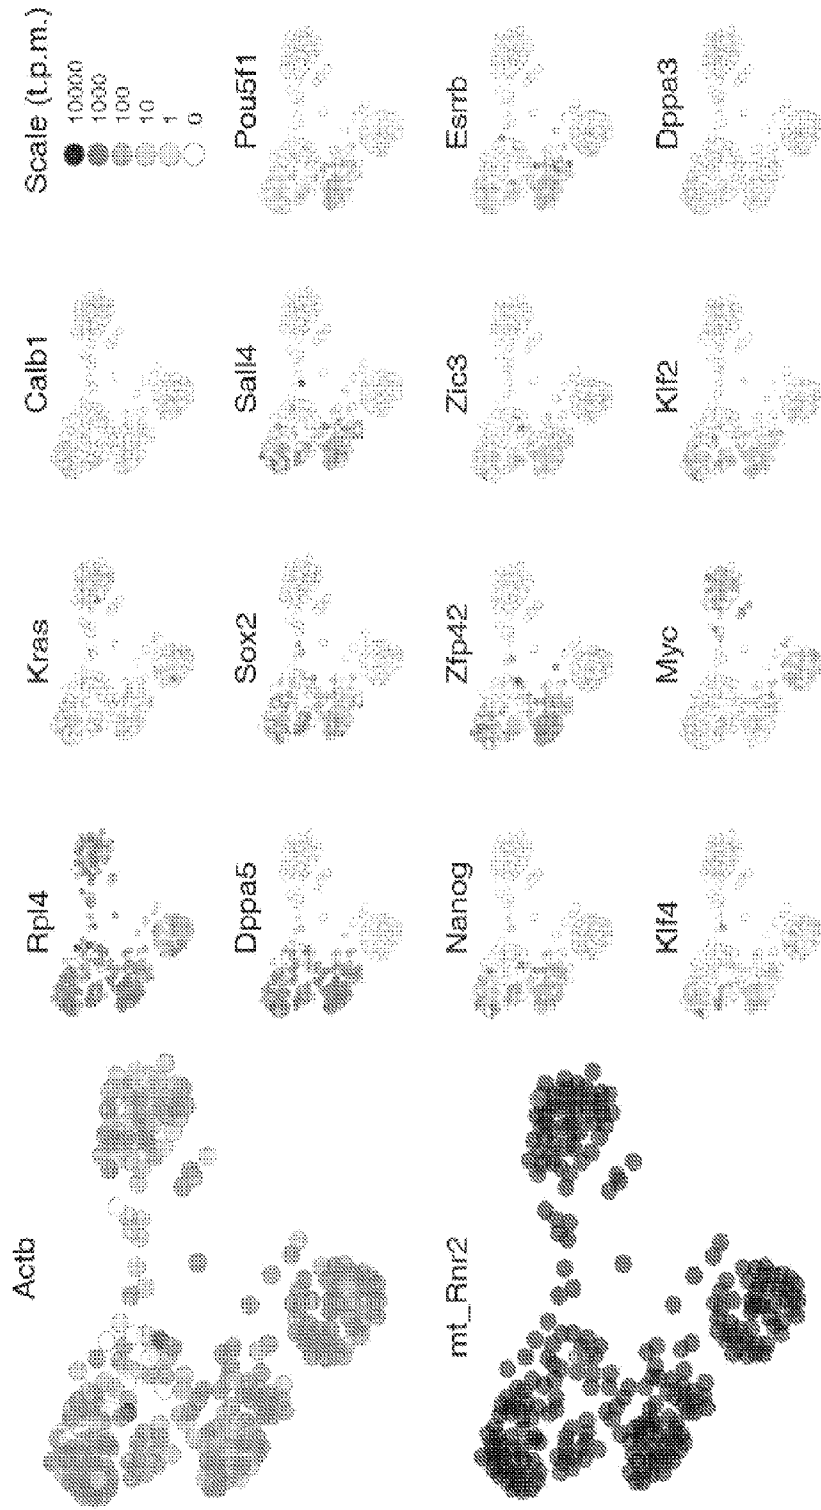 Actb
Rpl4
Kras
Calb1
Scale (t.p.m.)
10000
1000
100
10
1
0
Dppa5
Sox2
Sall4
Pou5f1
mt_Rnr2
Nanog
Zfp42
Zic3
Esrrb
Klf4
Myc
Klf2
Dppa3